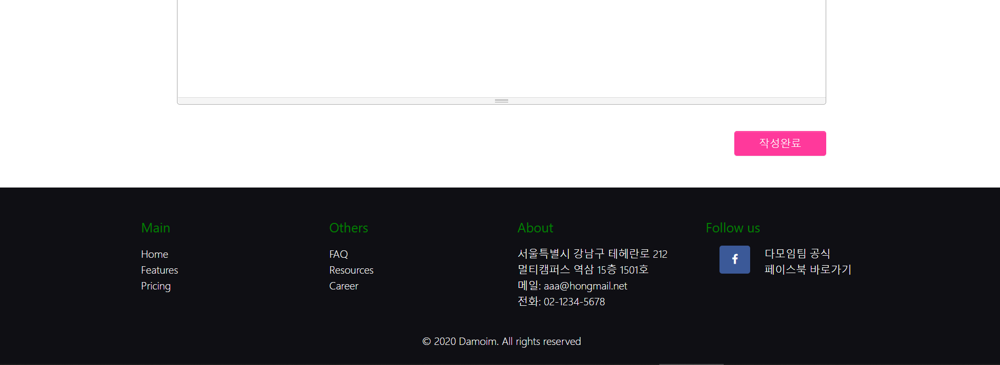 작성완료
Main
Home
Features
Pricing
Others
FAQ
Resources
Career
About
서울특별시 강남구 테헤란로 212
멀티캠퍼스 역삼 15층 1501호
메일: aaa@hongmail.net
전화: 02-1234-5678
Follow us
f
다모임팀 공식
페이스북 바로가기
© 2020 Damoim. All rights reserved